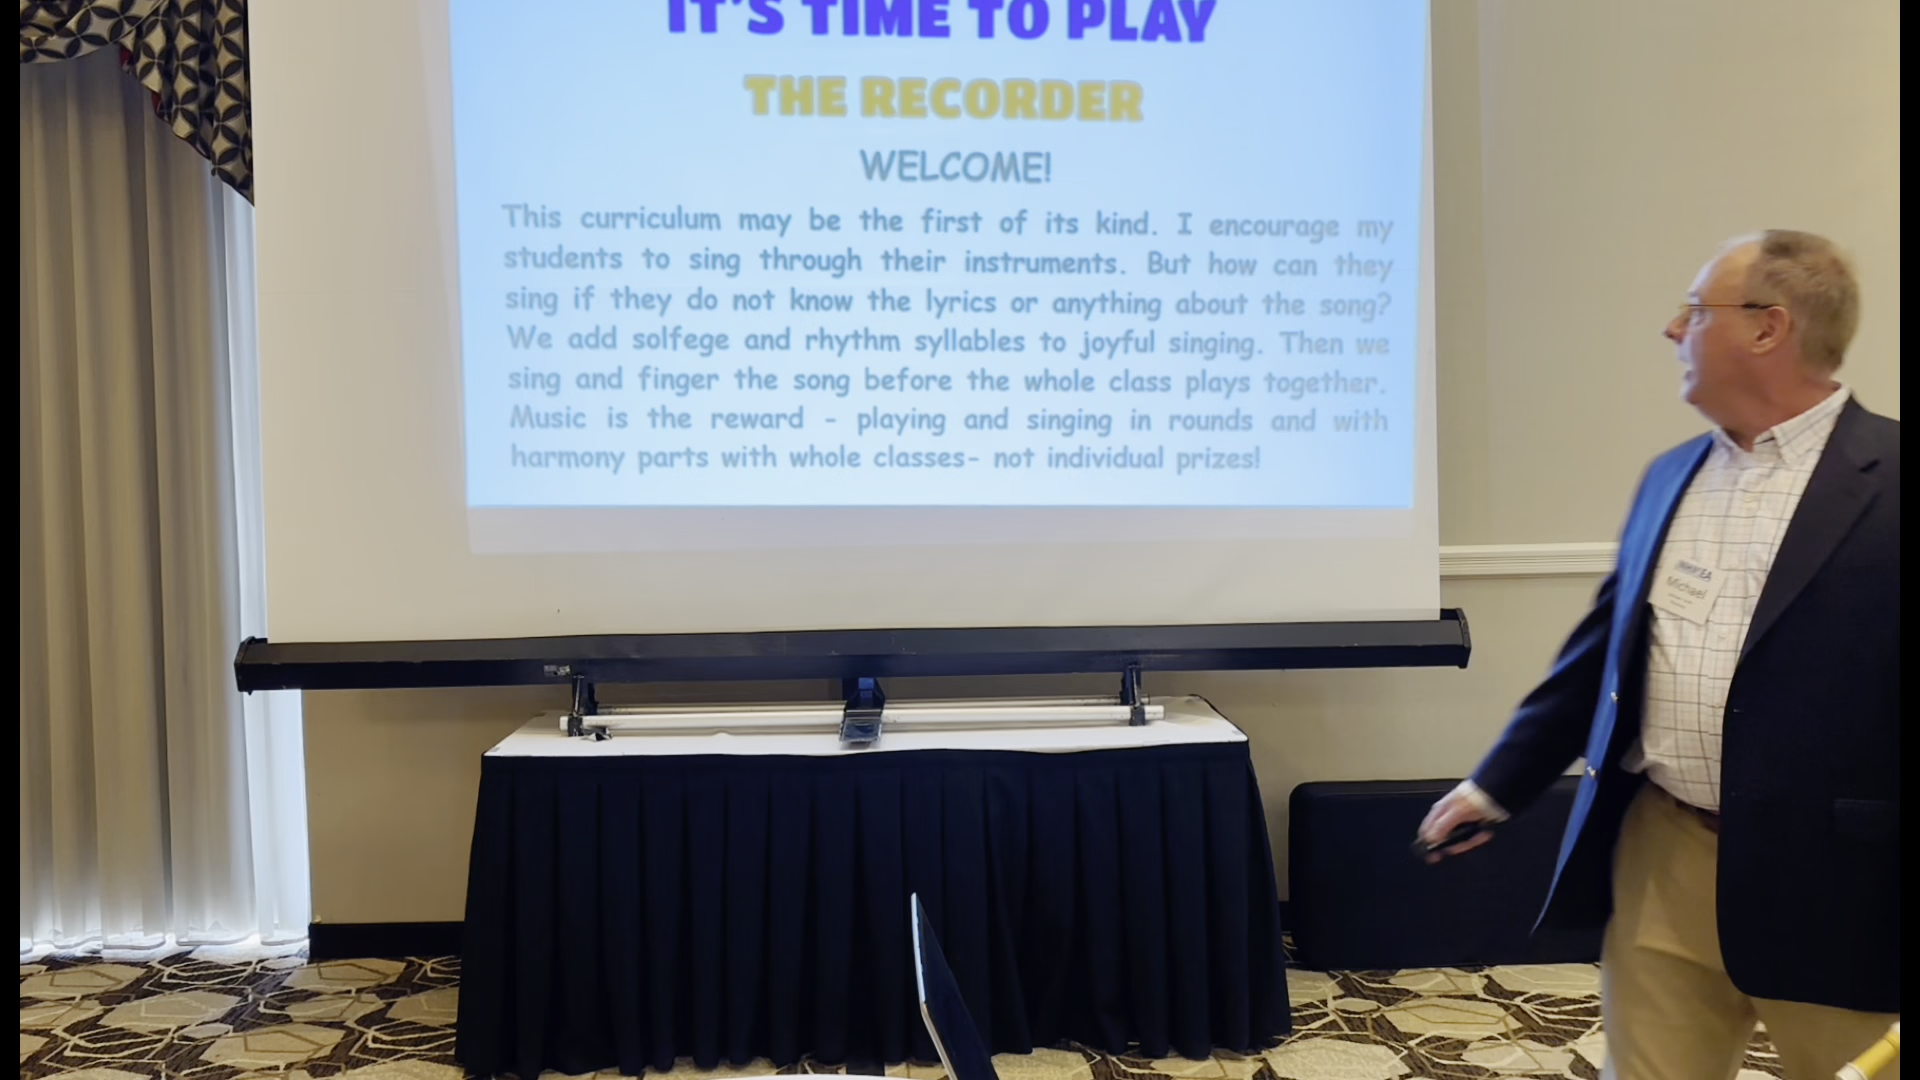 IT'S TIME TO PLAY
THE RECORDER
WELCOME!
This curriculum may be the first of its kind. I encourage my
students to sing through their instruments. But how can they
sing if they do not know the lyrics or anything about the song?
We add solfege and rhythm syllables to joyful singing. Then we
sing and finger the song before the whole class plays together.
Music is the reward - playing and singing in rounds and with
harmony parts with whole classes- not individual prizes!
Michael